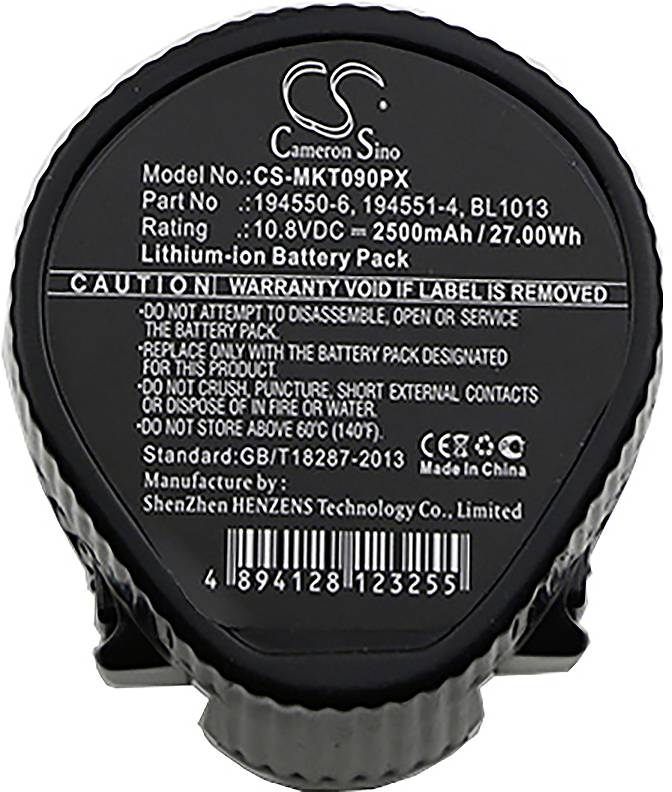 CS
Cameron Sino
Model No.:CS-MKT090PX
Part No .:194550-6, 194551-4, BL1013
Rating .:10.8VDC ⎓ 2500mAh / 27.00Wh
Lithium-ion Battery Pack
CAUTION WARRANTY VOID IF LABEL IS REMOVED
•DO NOT ATTEMPT TO DISASSEMBLE, OPEN OR SERVICE
THE BATTERY PACK.
•REPLACE ONLY WITH THE BATTERY PACK DESIGNATED
FOR THIS PRODUCT.
•DO NOT CRUSH, PUNCTURE, SHORT EXTERNAL CONTACTS
OR DISPOSE OF IN FIRE OR WATER.
•DO NOT STORE ABOVE 60°C (140°F).
Standard:GB/T18287-2013
CE
Made In China
Manufacture by :
ShenZhen HENZENS Technology Co., Limited
4 894128 123255